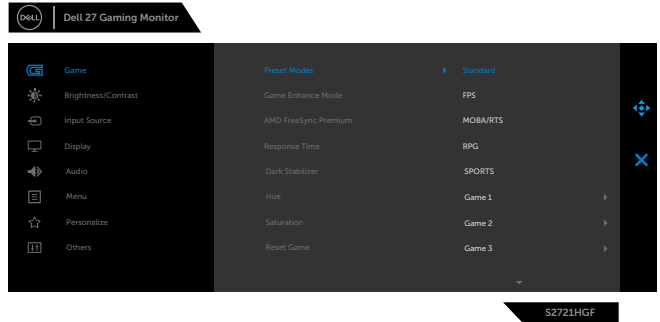 DELL Dell 27 Gaming Monitor
Game Preset Modes Standard
Brightness/Contrast Game Enhance Mode FPS
Input Source AMD FreeSync Premium MOBA/RTS
Display Response Time RPG
Audio Dark Stabilizer SPORTS
Menu Hue Game 1
Personalize Saturation Game 2
Others Reset Game Game 3
S2721HGF